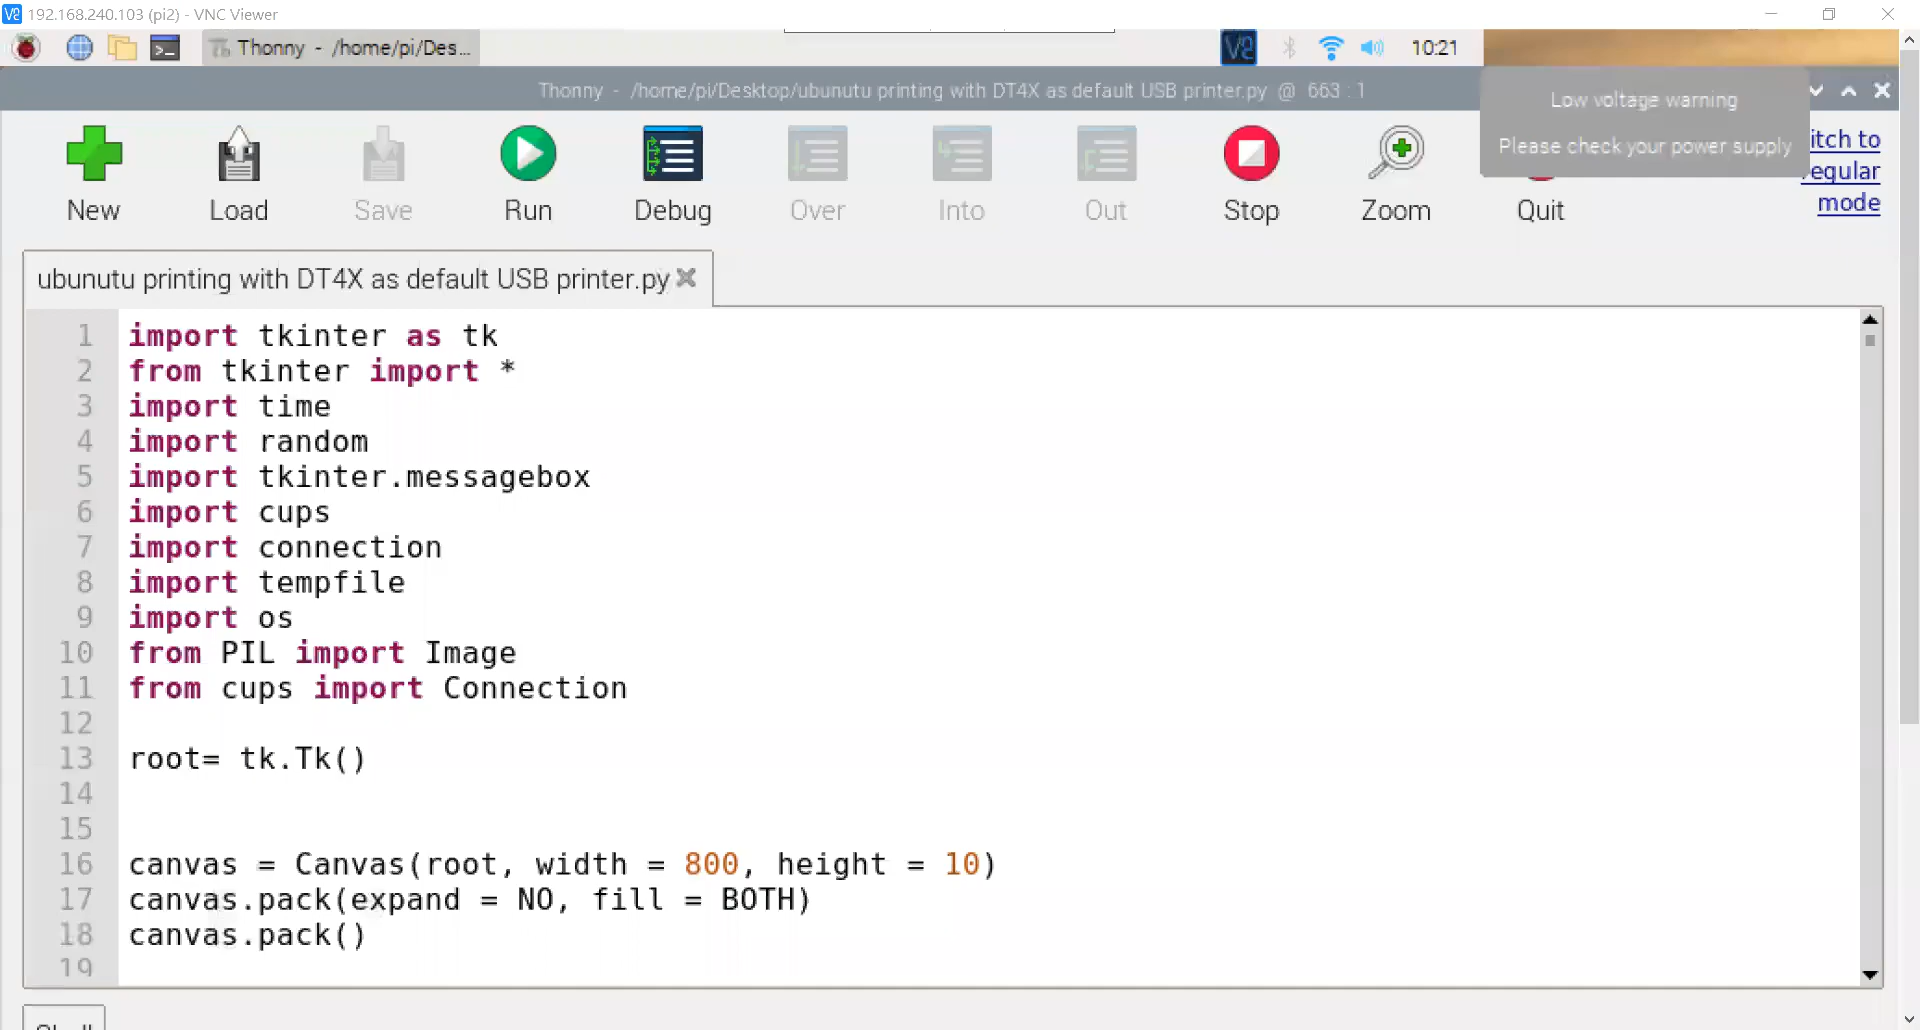 192.168.240.103 (pi2) - VNC Viewer
Thonny - /home/pi/Des...
10:21
Thonny - /home/pi/Desktop/ubunutu printing with DT4X as default USB printer.py @ 663 : 1
Low voltage warning
Please check your power supply
itch to
egular
mode
New
Load
Save
Run
Debug
Over
Into
Out
Stop
Zoom
Quit
ubunutu printing with DT4X as default USB printer.py
1 import tkinter as tk
2 from tkinter import *
3 import time
4 import random
5 import tkinter.messagebox
6 import cups
7 import connection
8 import tempfile
9 import os
10 from PIL import Image
11 from cups import Connection
12
13 root= tk.Tk()
14
15
16 canvas = Canvas(root, width = 800, height = 10)
17 canvas.pack(expand = NO, fill = BOTH)
18 canvas.pack()
19